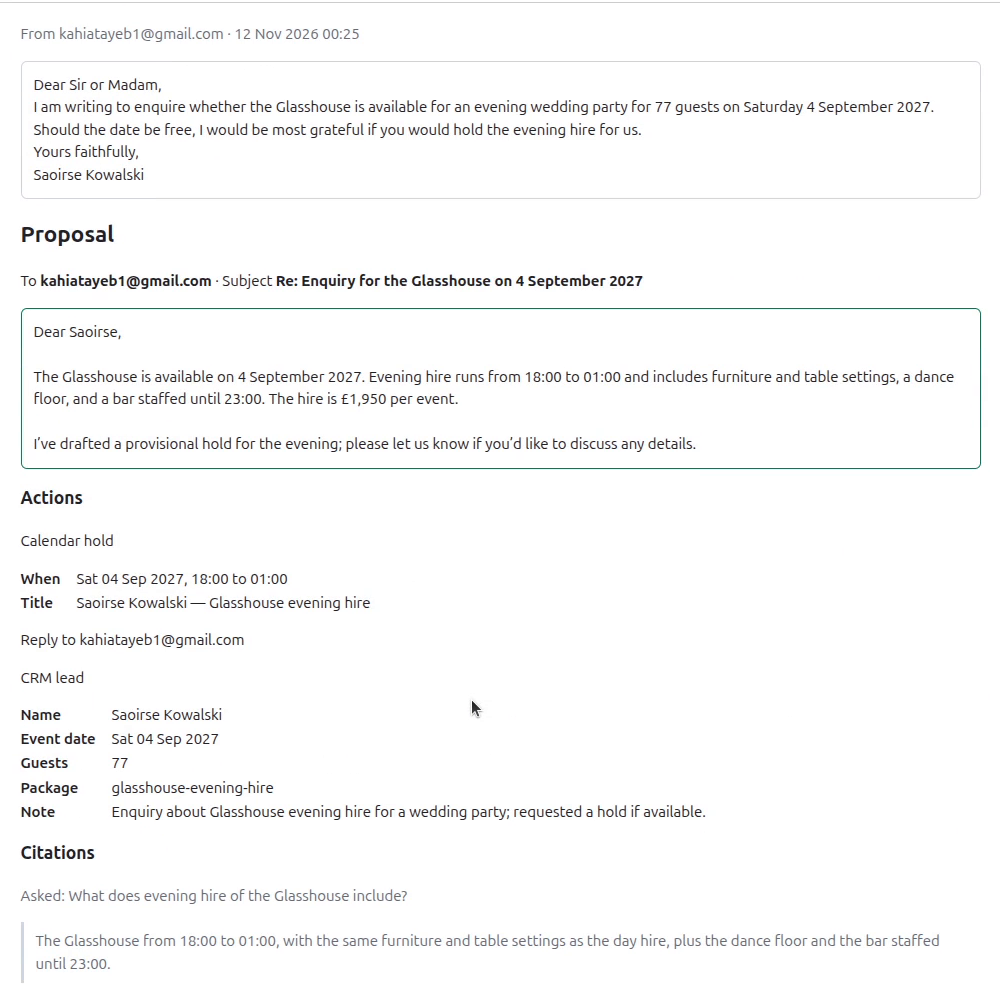 From kahiatayeb1@gmail.com · 12 Nov 2026 00:25
Dear Sir or Madam,
I am writing to enquire whether the Glasshouse is available for an evening wedding party for 77 guests on Saturday 4 September 2027.
Should the date be free, I would be most grateful if you would hold the evening hire for us.
Yours faithfully,
Saoirse Kowalski
Proposal
To kahiatayeb1@gmail.com · Subject Re: Enquiry for the Glasshouse on 4 September 2027
Dear Saoirse,
The Glasshouse is available on 4 September 2027. Evening hire runs from 18:00 to 01:00 and includes furniture and table settings, a dance
floor, and a bar staffed until 23:00. The hire is £1,950 per event.
I’ve drafted a provisional hold for the evening; please let us know if you’d like to discuss any details.
Actions
Calendar hold
When Sat 04 Sep 2027, 18:00 to 01:00
Title Saoirse Kowalski — Glasshouse evening hire
Reply to kahiatayeb1@gmail.com
CRM lead
Name Saoirse Kowalski
Event date Sat 04 Sep 2027
Guests 77
Package glasshouse-evening-hire
Note Enquiry about Glasshouse evening hire for a wedding party; requested a hold if available.
Citations
Asked: What does evening hire of the Glasshouse include?
The Glasshouse from 18:00 to 01:00, with the same furniture and table settings as the day hire, plus the dance floor and the bar staffed
until 23:00.